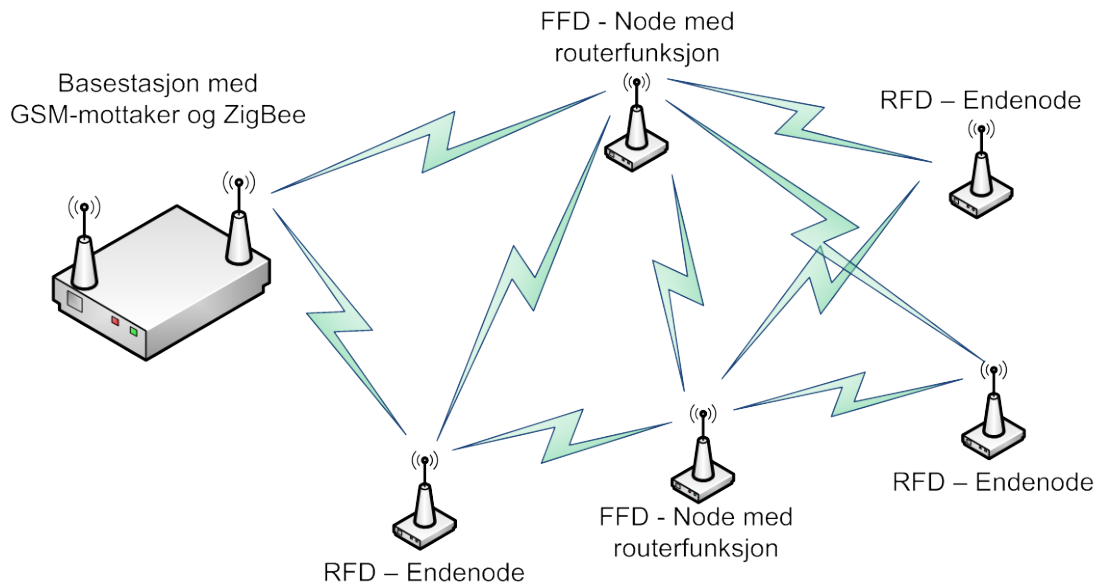 FFD - Node med
routerfunksjon
Basestasjon med
GSM-mottaker og ZigBee
RFD – Endenode
RFD – Endenode
FFD - Node med
routerfunksjon
RFD – Endenode